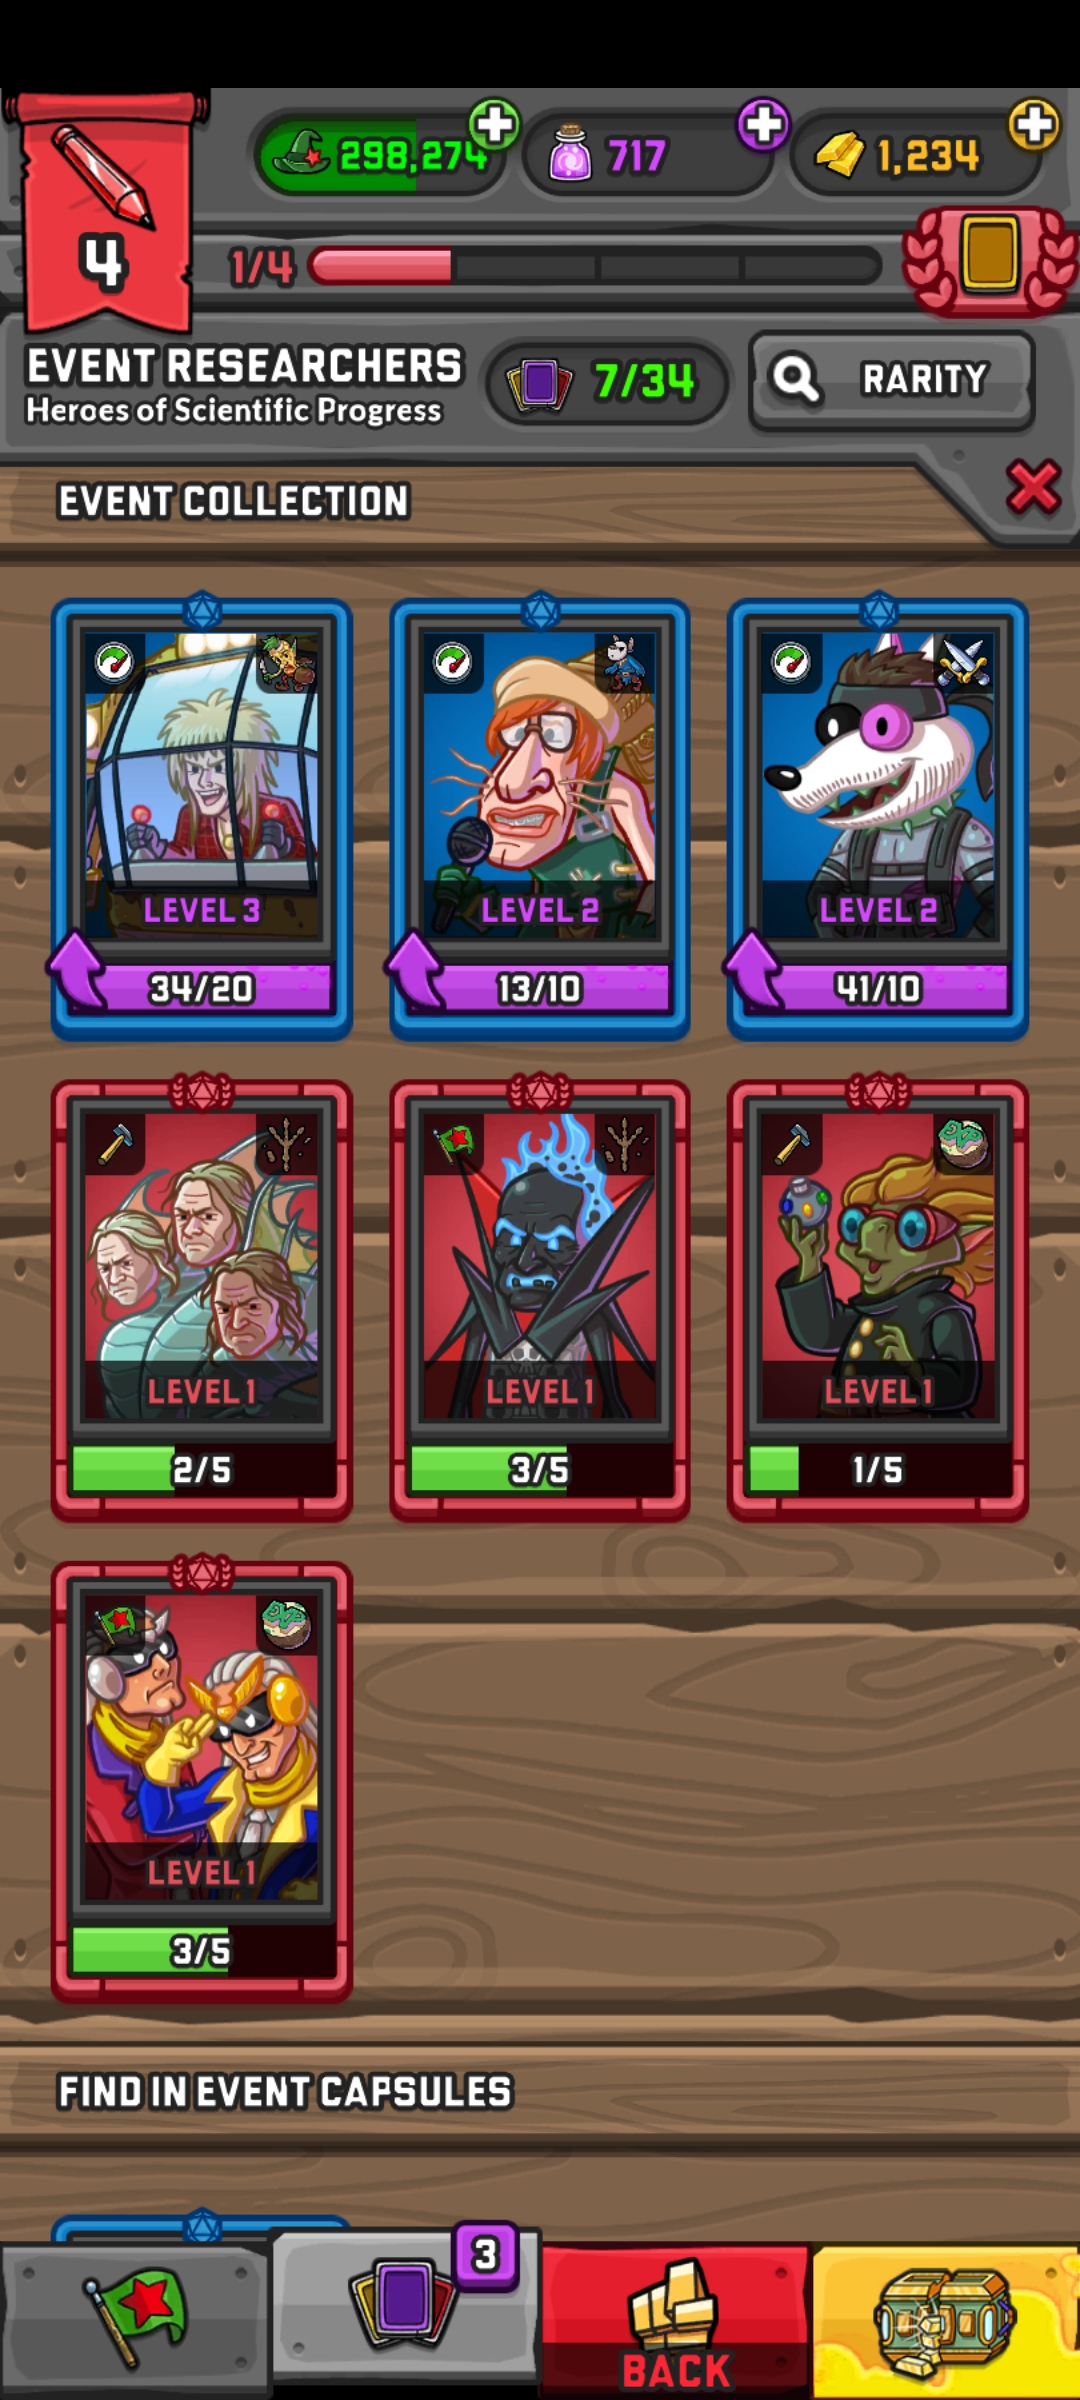 298,274
717
1,234
4
1/4
EVENT RESEARCHERS
Heroes of Scientific Progress
7/34
RARITY
EVENT COLLECTION
LEVEL 3
LEVEL 2
LEVEL 2
34/20
13/10
41/10
EXP
LEVEL 1
LEVEL 1
LEVEL 1
2/5
3/5
1/5
EXP
LEVEL 1
3/5
FIND IN EVENT CAPSULES
3
BACK